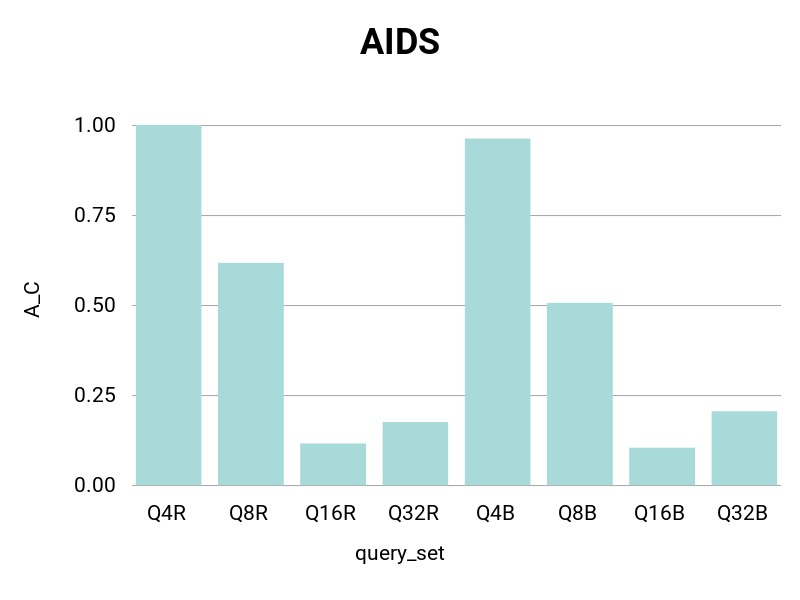 AIDS
1.00
0.75
0.50
0.25
0.00
A_C
Q4R Q8R Q16R Q32R Q4B Q8B Q16B Q32B
query_set